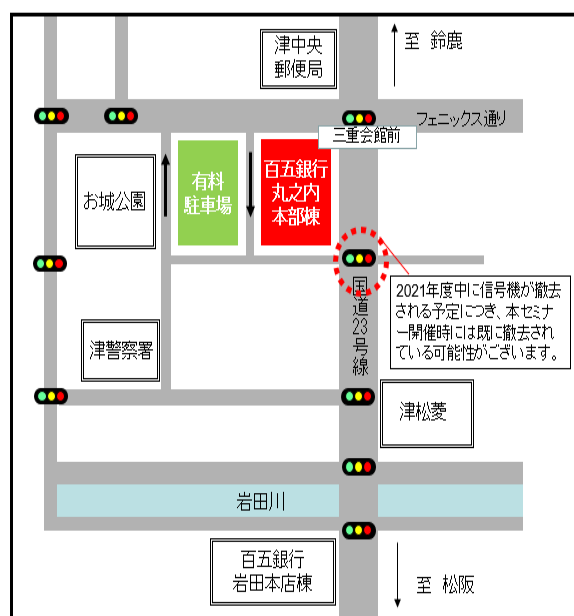 津中央
郵便局
至 鈴鹿
フェニックス通り
三重会館前
お城公園
有料
駐車場
百五銀行
丸之内
本部棟
2021年度中に信号機が撤去
される予定につき、本セミナ
ー開催時には既に撤去され
ている可能性がございます。
国道23号線
津警察署
津松菱
岩田川
百五銀行
岩田本店棟
至 松阪